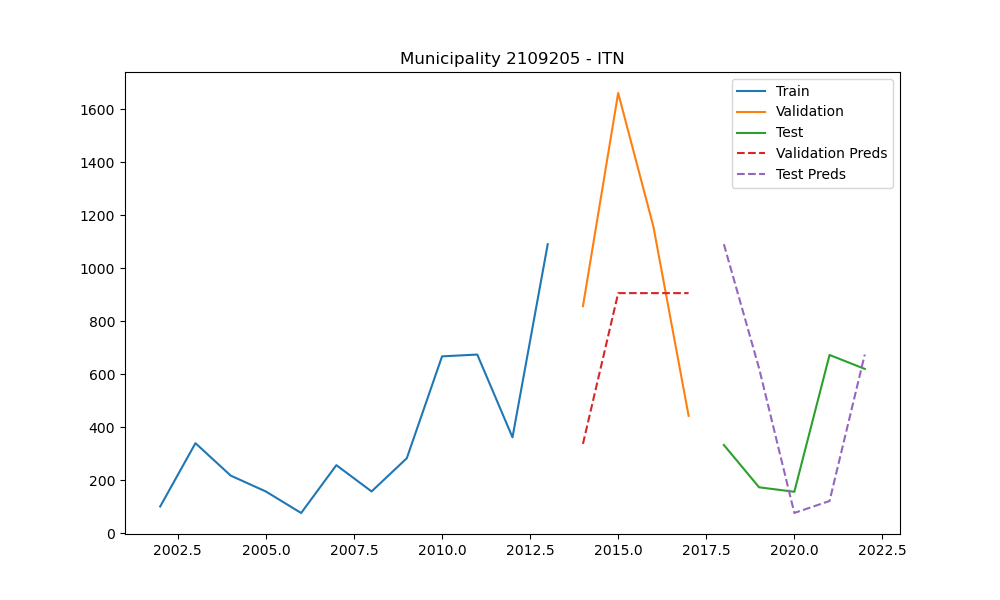 Municipality 2109205 - ITN
Train
Validation
Test
Validation Preds
Test Preds
1600
1400
1200
1000
800
600
400
200
0
2002.5 2005.0 2007.5 2010.0 2012.5 2015.0 2017.5 2020.0 2022.5